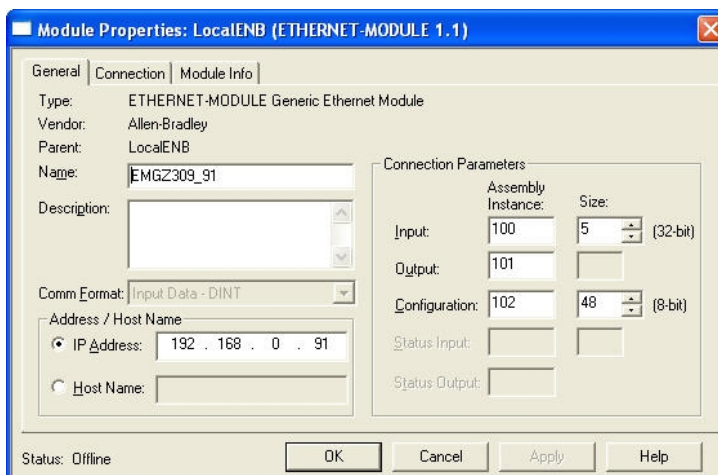 Module Properties: LocalENB (ETHERNET-MODULE 1.1)
General Connection Module Info
Type: ETHERNET-MODULE Generic Ethernet Module
Vendor: Allen-Bradley
Parent: LocalENB
Name: EMGZ309_91
Description:
Comm Format: Input Data - DINT
Address / Host Name
IP Address: 192 . 168 . 0 . 91
Host Name:
Connection Parameters
Assembly Instance: Size:
Input: 100 5 (32-bit)
Output: 101
Configuration: 102 48 (8-bit)
Status Input:
Status Output:
Status: Offline
OK Cancel Apply Help